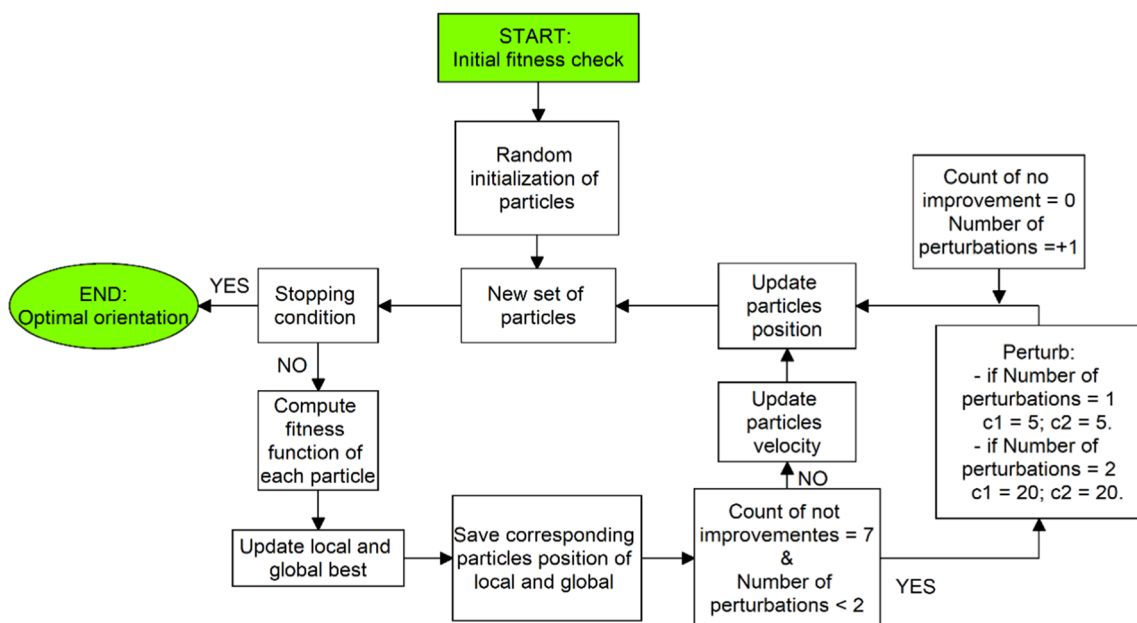 START:
Initial fitness check
Random
initialization of
particles
Count of no
improvement = 0
Number of
perturbations =+1
YES
END:
Optimal orientation
Stopping
condition
New set of
particles
Update
particles
position
NO
Compute
fitness
function of
each particle
Update
particles
velocity
NO
Perturb:
- if Number of
perturbations = 1
c1 = 5; c2 = 5.
- if Number of
perturbations = 2
c1 = 20; c2 = 20.
Update local and
global best
Save corresponding
particles position of
local and global
Count of not
improvementes = 7
&
Number of
perturbations < 2
YES